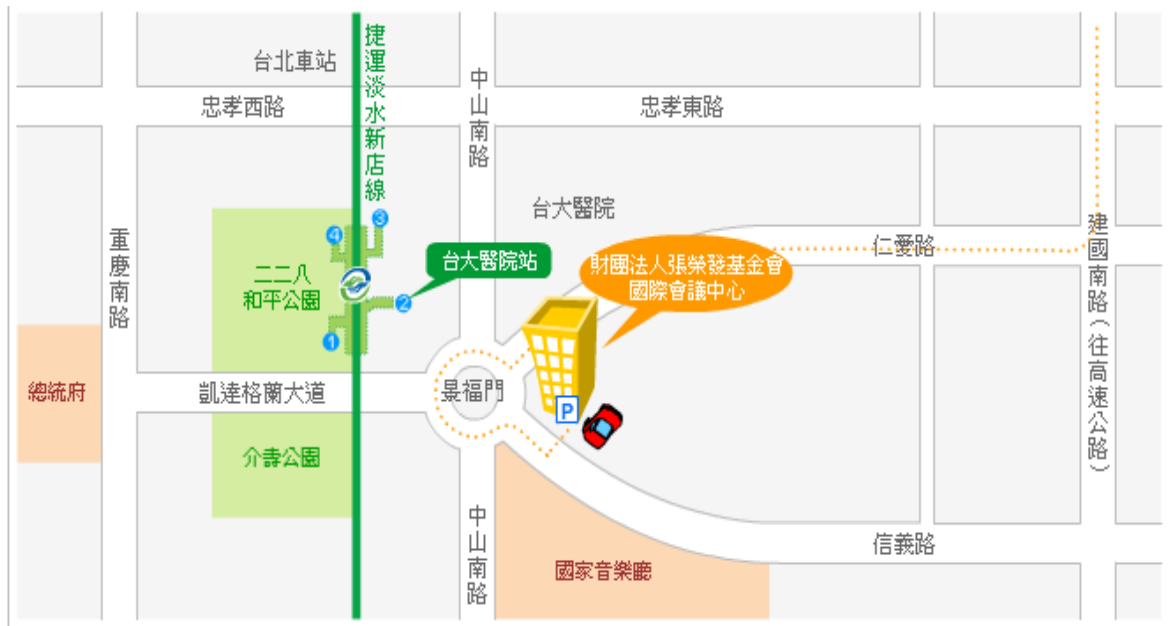 台北車站
捷運淡水新店線
中山南路
忠孝西路
忠孝東路
台大醫院
重慶南路
③
④
台大醫院站
仁愛路
建國南路(往高速公路)
財團法人張榮發基金會
國際會議中心
二二八
和平公園
②
①
總統府
凱達格蘭大道
景福門
P
介壽公園
中山南路
信義路
國家音樂廳